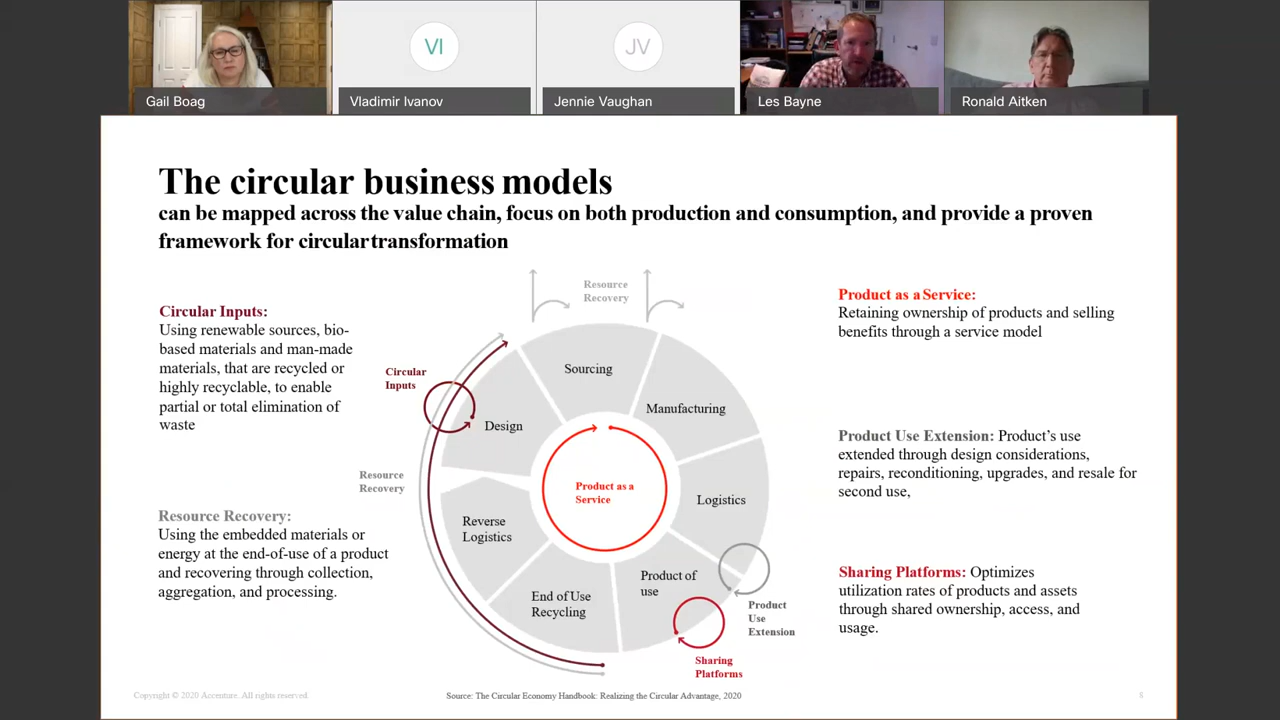 VI
JV
Gail Boag
Vladimir Ivanov
Jennie Vaughan
Les Bayne
Ronald Aitken
The circular business models
can be mapped across the value chain, focus on both production and consumption, and provide a proven
framework for circular transformation
Circular Inputs:
Using renewable sources, bio-
based materials and man-made
materials, that are recycled or
highly recyclable, to enable
partial or total elimination of
waste
Resource Recovery:
Using the embedded materials or
energy at the end-of-use of a product
and recovering through collection,
aggregation, and processing.
Resource
Recovery
Circular
Inputs
Resource
Recovery
Sourcing
Manufacturing
Design
Logistics
Product as a
Service
Reverse
Logistics
Product of
use
End of Use
Recycling
Product
Use
Extension
Sharing
Platforms
Product as a Service:
Retaining ownership of products and selling
benefits through a service model
Product Use Extension: Product's use
extended through design considerations,
repairs, reconditioning, upgrades, and resale for
second use,
Sharing Platforms: Optimizes
utilization rates of products and assets
through shared ownership, access, and
usage.
Copyright © 2020 Accenture. All rights reserved
Source: The Circular Economy Handbook: Realizing the Circular Advantage, 2020
8